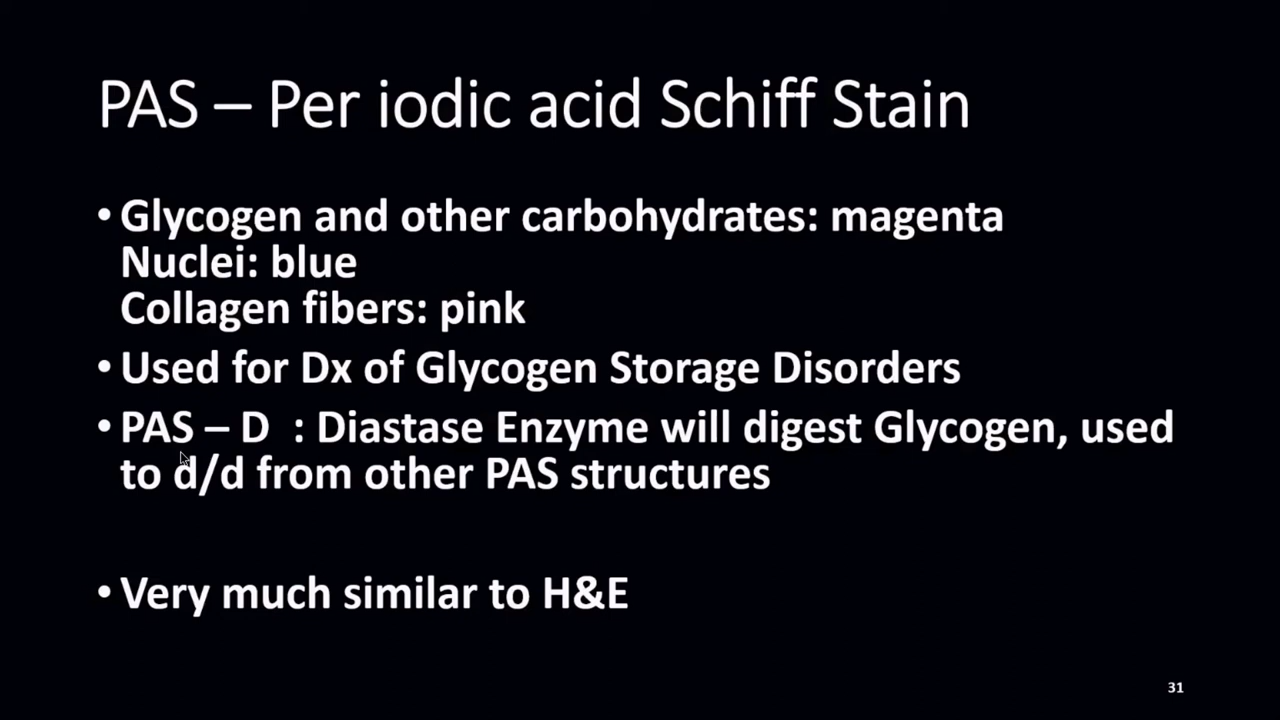 PAS – Per iodic acid Schiff Stain
• Glycogen and other carbohydrates: magenta
Nuclei: blue
Collagen fibers: pink
• Used for Dx of Glycogen Storage Disorders
• PAS – D  : Diastase Enzyme will digest Glycogen, used
to d/d from other PAS structures
• Very much similar to H&E
31